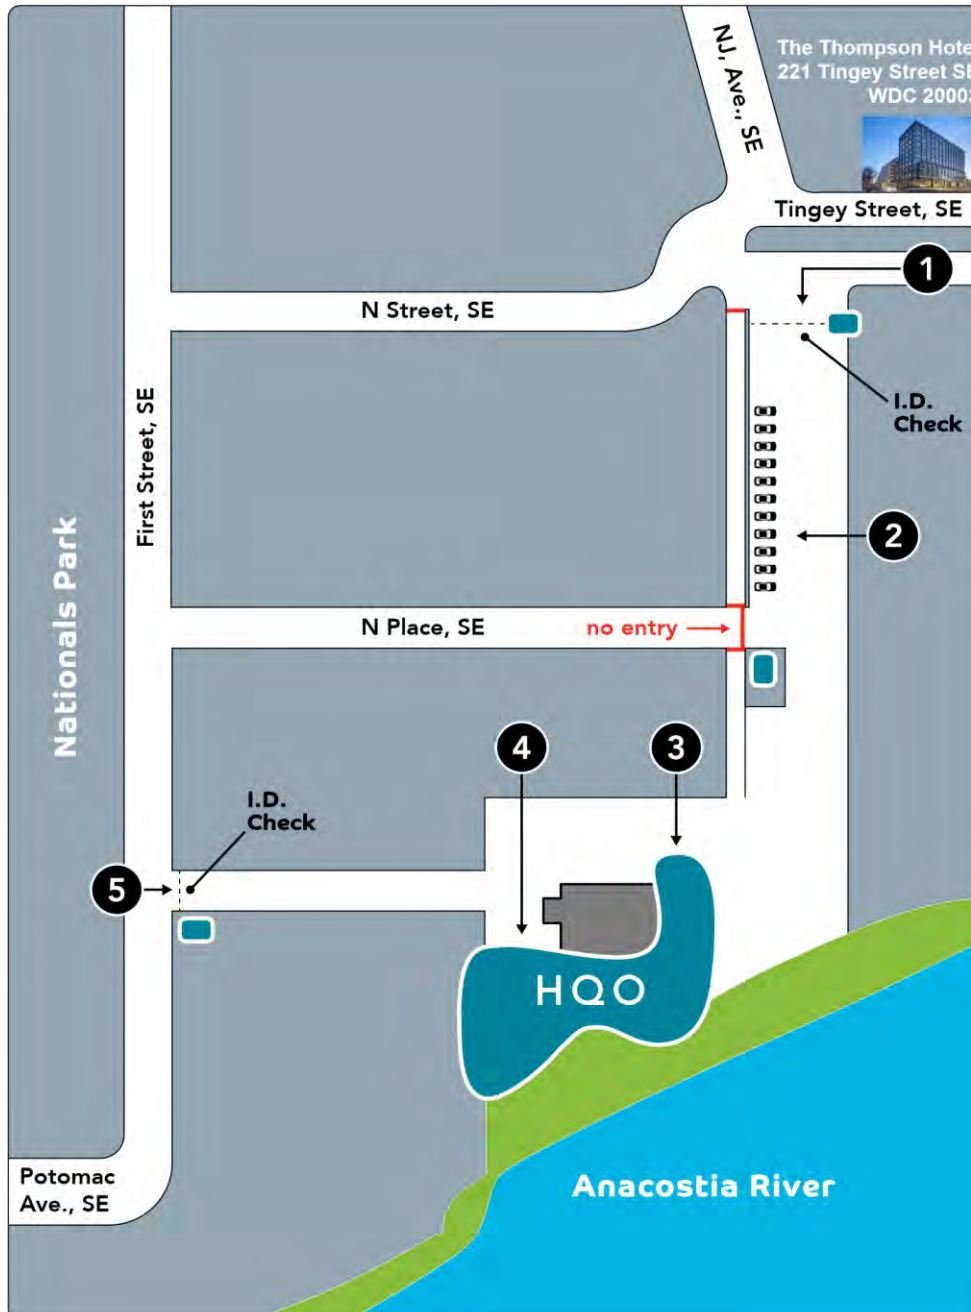 NJ, Ave., SE
The Thompson Hote
221 Tingey Street SE
WDC 20003
Tingey Street, SE
1
N Street, SE
I.D.
Check
First Street, SE
2
Nationals Park
N Place, SE
no entry
4
3
I.D.
Check
5
HQO
Potomac
Ave., SE
Anacostia River